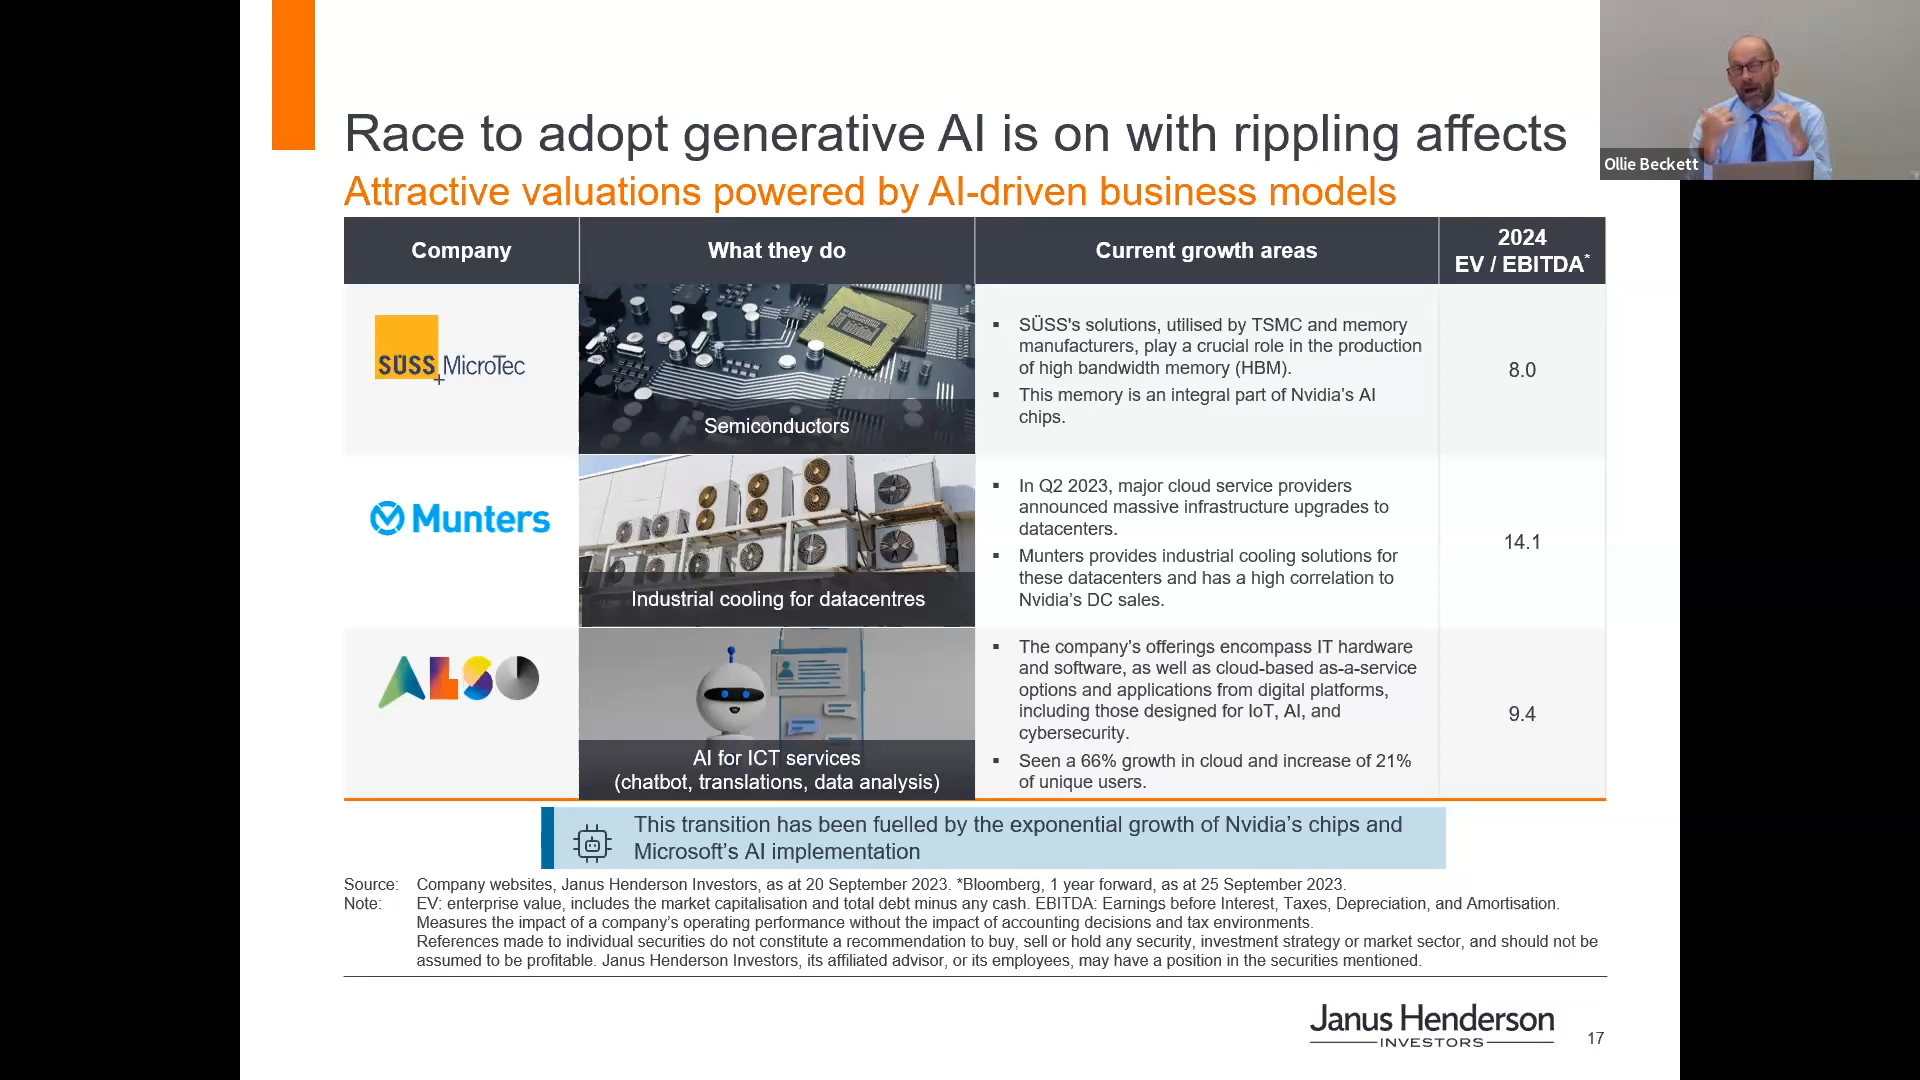 Ollie Beckett
Race to adopt generative AI is on with rippling affects
Attractive valuations powered by AI-driven business models
Company
What they do
Current growth areas
2024
EV / EBITDA*
SÜSS MicroTec
Semiconductors
▪ SÜSS's solutions, utilised by TSMC and memory
manufacturers, play a crucial role in the production
of high bandwidth memory (HBM).
▪ This memory is an integral part of Nvidia’s AI
chips.
8.0
Munters
Industrial cooling for datacentres
▪ In Q2 2023, major cloud service providers
announced massive infrastructure upgrades to
datacenters.
▪ Munters provides industrial cooling solutions for
these datacenters and has a high correlation to
Nvidia’s DC sales.
14.1
ALSO
AI for ICT services
(chatbot, translations, data analysis)
▪ The company’s offerings encompass IT hardware
and software, as well as cloud-based as-a-service
options and applications from digital platforms,
including those designed for IoT, AI, and
cybersecurity.
▪ Seen a 66% growth in cloud and increase of 21%
of unique users.
9.4
This transition has been fuelled by the exponential growth of Nvidia’s chips and
Microsoft’s AI implementation
Source: Company websites, Janus Henderson Investors, as at 20 September 2023. *Bloomberg, 1 year forward, as at 25 September 2023.
Note: EV: enterprise value, includes the market capitalisation and total debt minus any cash. EBITDA: Earnings before Interest, Taxes, Depreciation, and Amortisation.
Measures the impact of a company’s operating performance without the impact of accounting decisions and tax environments.
References made to individual securities do not constitute a recommendation to buy, sell or hold any security, investment strategy or market sector, and should not be
assumed to be profitable. Janus Henderson Investors, its affiliated advisor, or its employees, may have a position in the securities mentioned.
Janus Henderson
INVESTORS
17